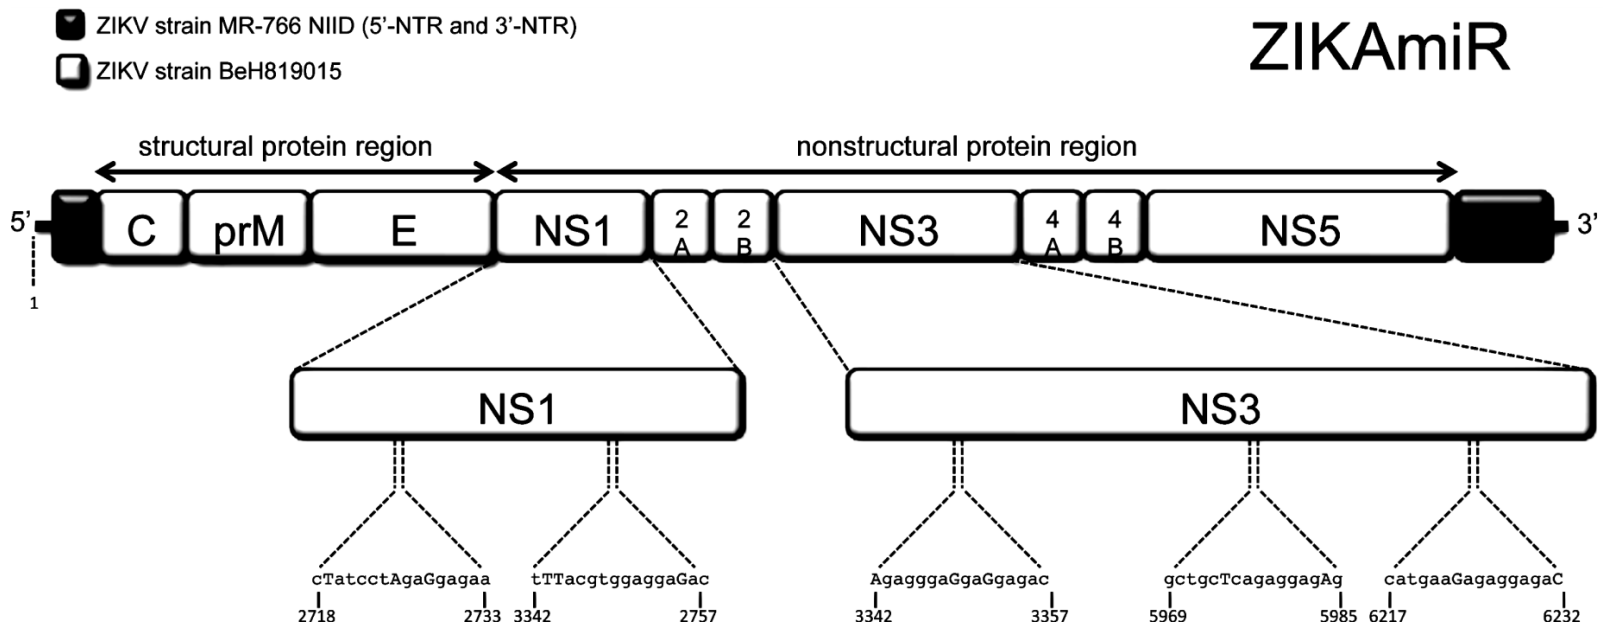 ZIKV strain MR-766 NIID (5’-NTR and 3’-NTR)
ZIKV strain BeH819015
ZIKAmiR
structural protein region
nonstructural protein region
5’
C
prM
E
NS1
2
A
2
B
NS3
4
A
4
B
NS5
3’
1
NS1
NS3
cTatcctAgaGgagaa
tTTacgtggaggaGac
AgagggaGgaGgagac
gctgcTcagaggagAg
catgaaGagaggagaC
2718
2733
3342
2757
3342
3357
5969
5985
6217
6232